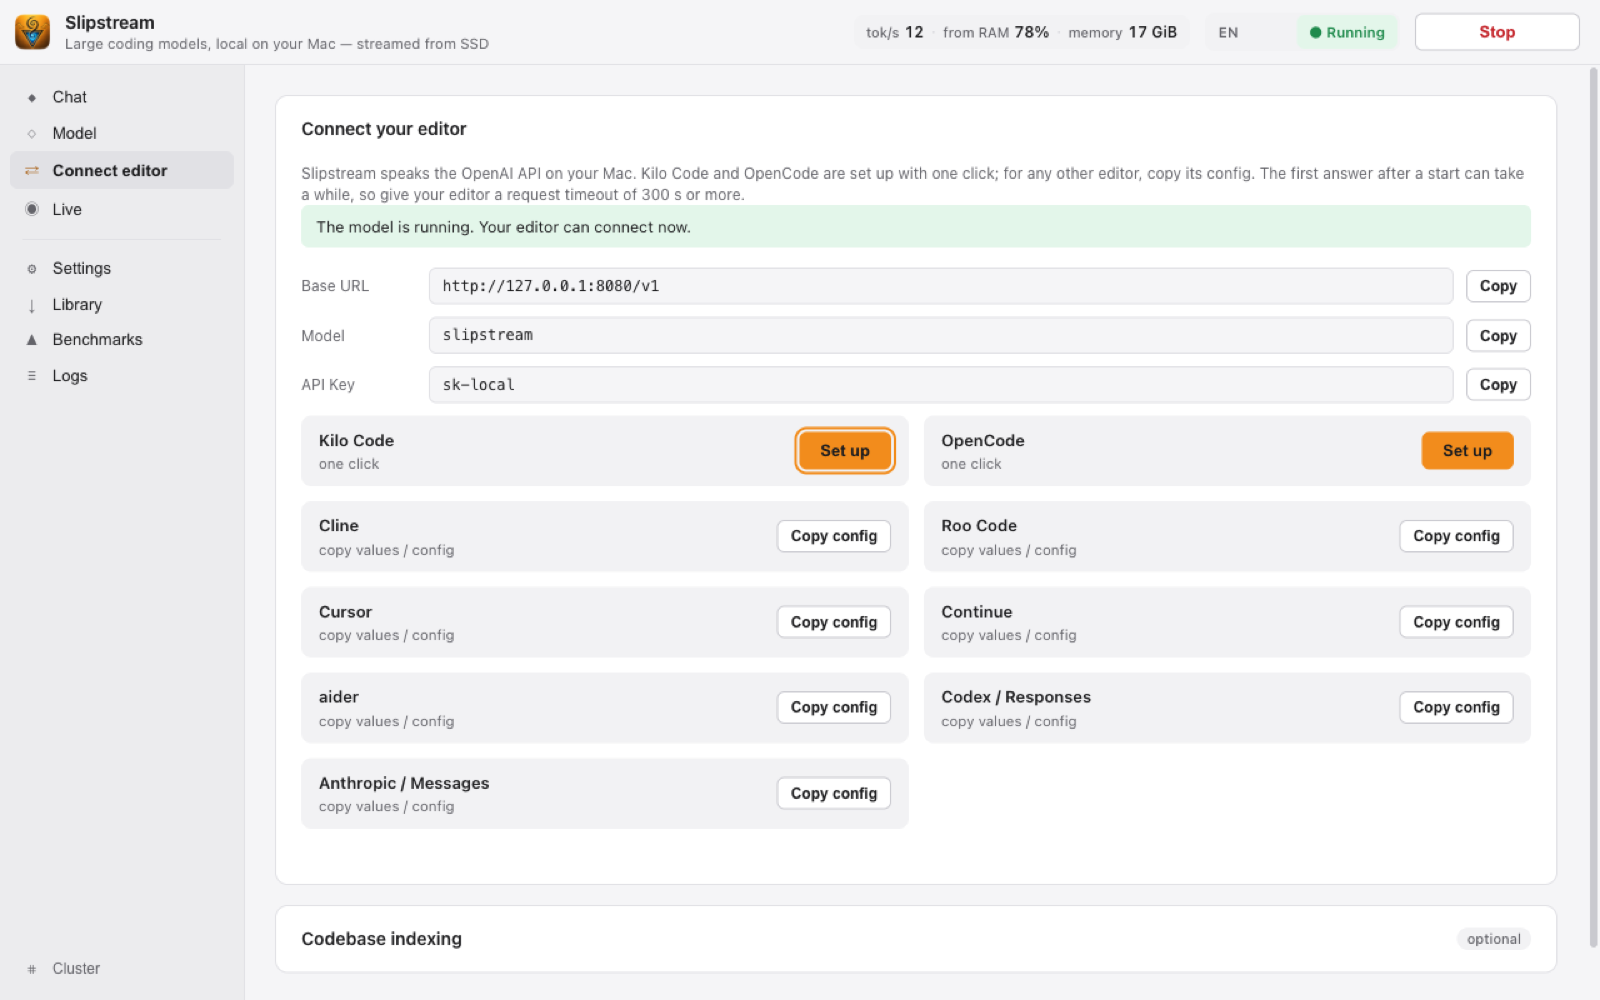 Slipstream
Large coding models, local on your Mac — streamed from SSD
tok/s 12 · from RAM 78% · memory 17 GiB
EN
Running
Stop
Chat
Model
Connect editor
Live
Settings
Library
Benchmarks
Logs
Cluster
Connect your editor
Slipstream speaks the OpenAI API on your Mac. Kilo Code and OpenCode are set up with one click; for any other editor, copy its config. The first answer after a start can take
a while, so give your editor a request timeout of 300 s or more.
The model is running. Your editor can connect now.
Base URL
http://127.0.0.1:8080/v1
Copy
Model
slipstream
Copy
API Key
sk-local
Copy
Kilo Code
one click
Set up
OpenCode
one click
Set up
Cline
copy values / config
Copy config
Roo Code
copy values / config
Copy config
Cursor
copy values / config
Copy config
Continue
copy values / config
Copy config
aider
copy values / config
Copy config
Codex / Responses
copy values / config
Copy config
Anthropic / Messages
copy values / config
Copy config
Codebase indexing
optional